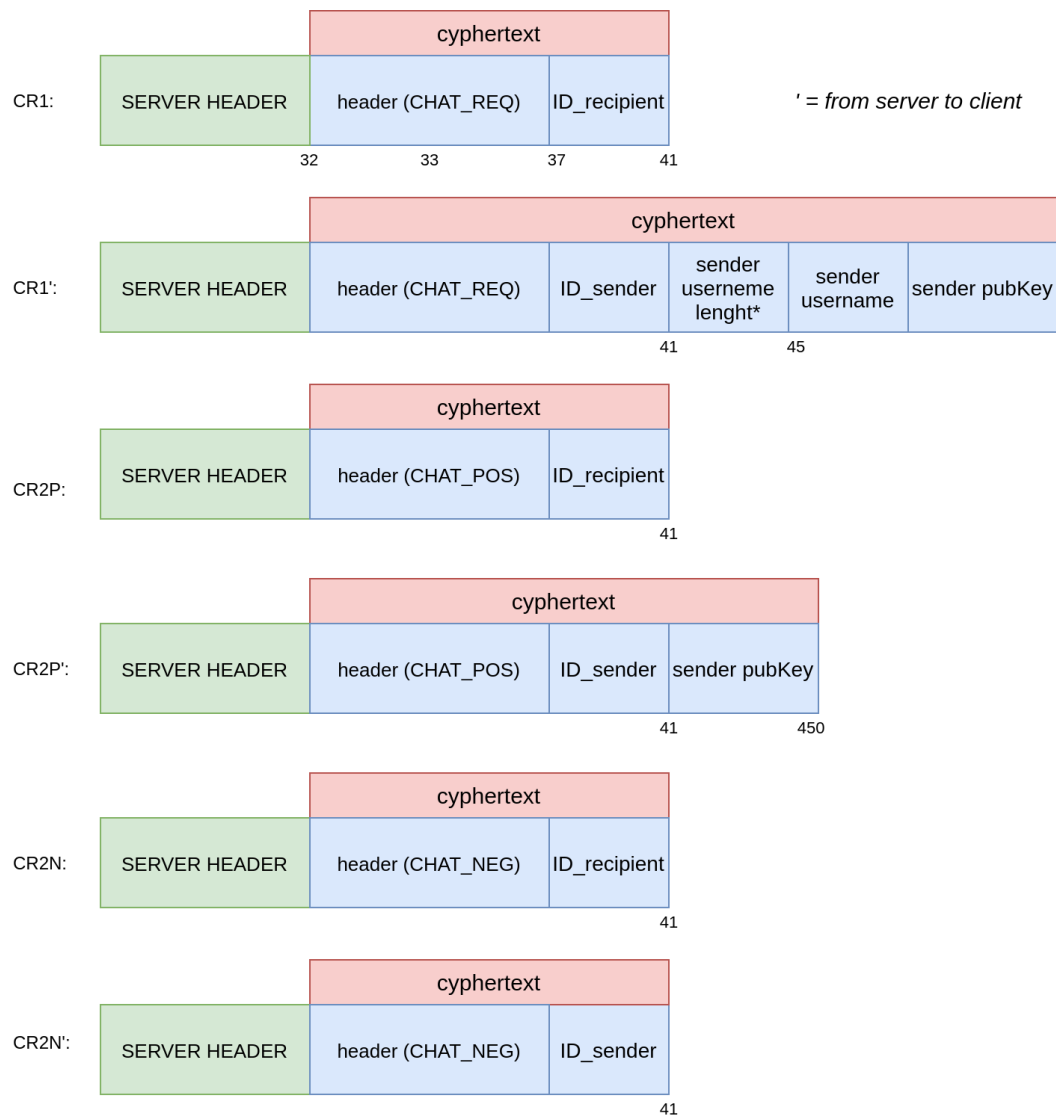 cyphertext
CR1:
SERVER HEADER
header (CHAT_REQ)
ID_recipient
' = from server to client
32
33
37
41
cyphertext
CR1':
SERVER HEADER
header (CHAT_REQ)
ID_sender
sender
userneme
lenght*
sender
username
sender pubKey
41
45
cyphertext
CR2P:
SERVER HEADER
header (CHAT_POS)
ID_recipient
41
cyphertext
CR2P':
SERVER HEADER
header (CHAT_POS)
ID_sender
sender pubKey
41
450
cyphertext
CR2N:
SERVER HEADER
header (CHAT_NEG)
ID_recipient
41
cyphertext
CR2N':
SERVER HEADER
header (CHAT_NEG)
ID_sender
41